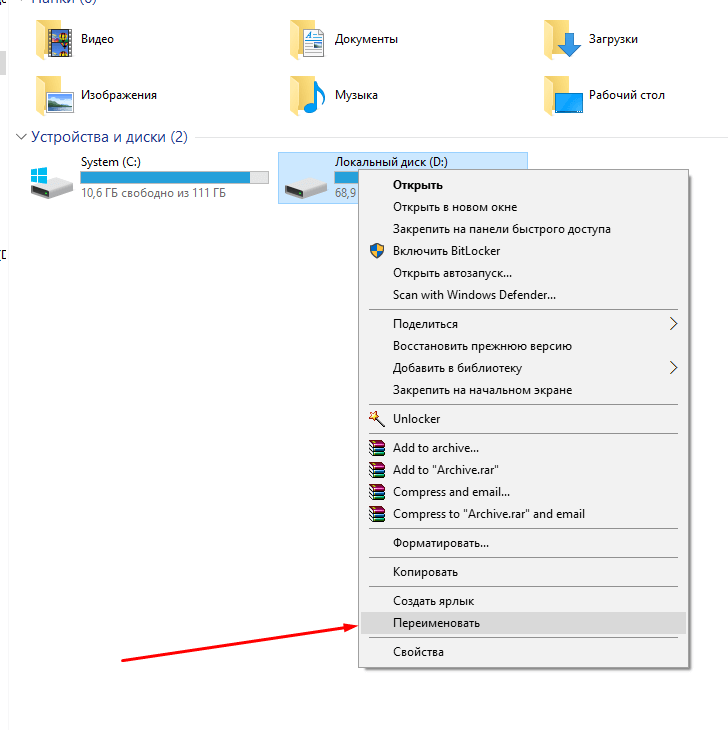 Папки (6)
Видео
Документы
Загрузки
Изображения
Музыка
Рабочий стол
Устройства и диски (2)
System (C:)
10,6 ГБ свободно из 111 ГБ
Локальный диск (D:)
68,9
Открыть
Открыть в новом окне
Закрепить на панели быстрого доступа
Включить BitLocker
Открыть автозапуск...
Scan with Windows Defender...
Поделиться
Восстановить прежнюю версию
Добавить в библиотеку
Закрепить на начальном экране
Unlocker
Add to archive...
Add to "Archive.rar"
Compress and email...
Compress to "Archive.rar" and email
Форматировать...
Копировать
Создать ярлык
Переименовать
Свойства